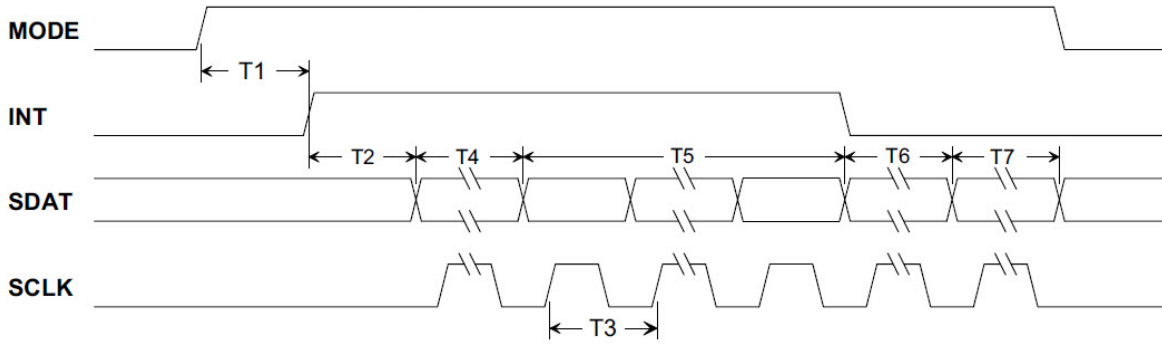 MODE
T1
INT
T2 T4 T5 T6 T7
SDAT
SCLK
T3